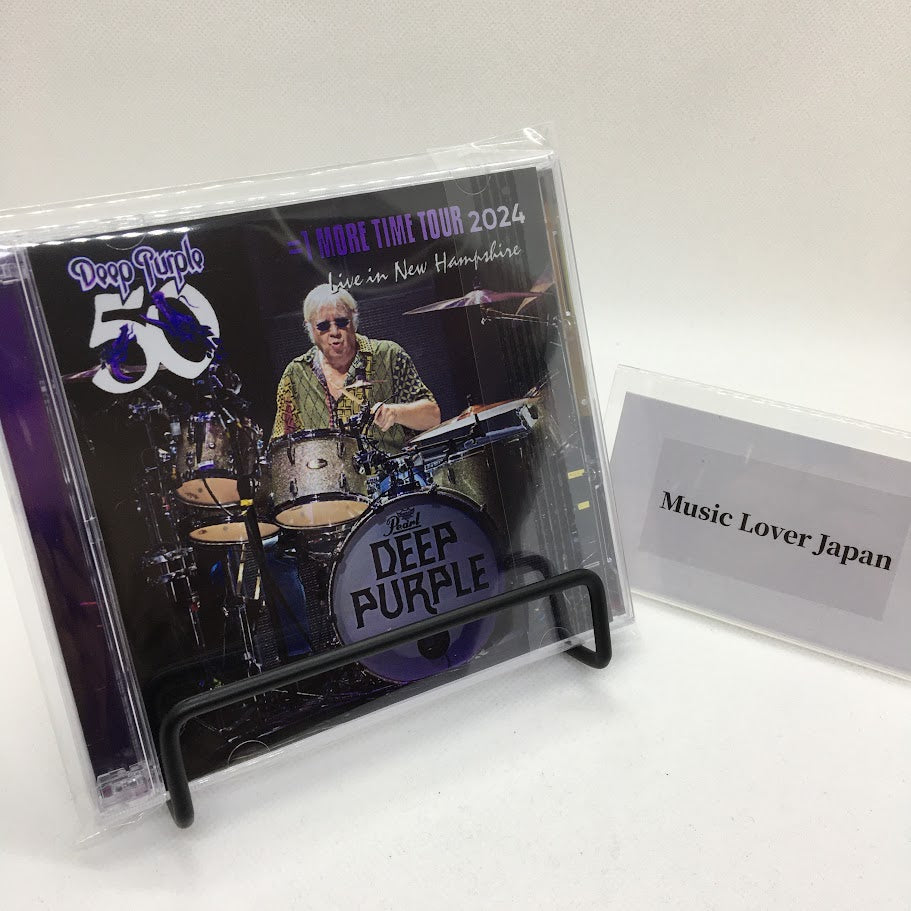 Deep Purple
50
=1 MORE TIME TOUR 2024
Live in New Hampshire
Pearl
DEEP
PURPLE
Music Lover Japan